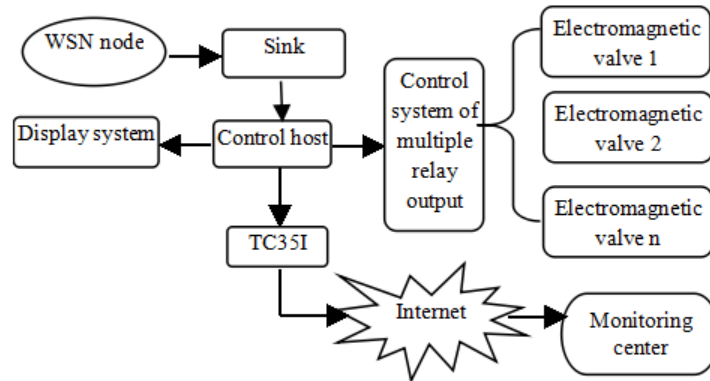 WSN node
Sink
Electromagnetic
valve 1
Control
system of
multiple
relay
output
Display system
Control host
Electromagnetic
valve 2
Electromagnetic
valve n
TC35I
Internet
Monitoring
center